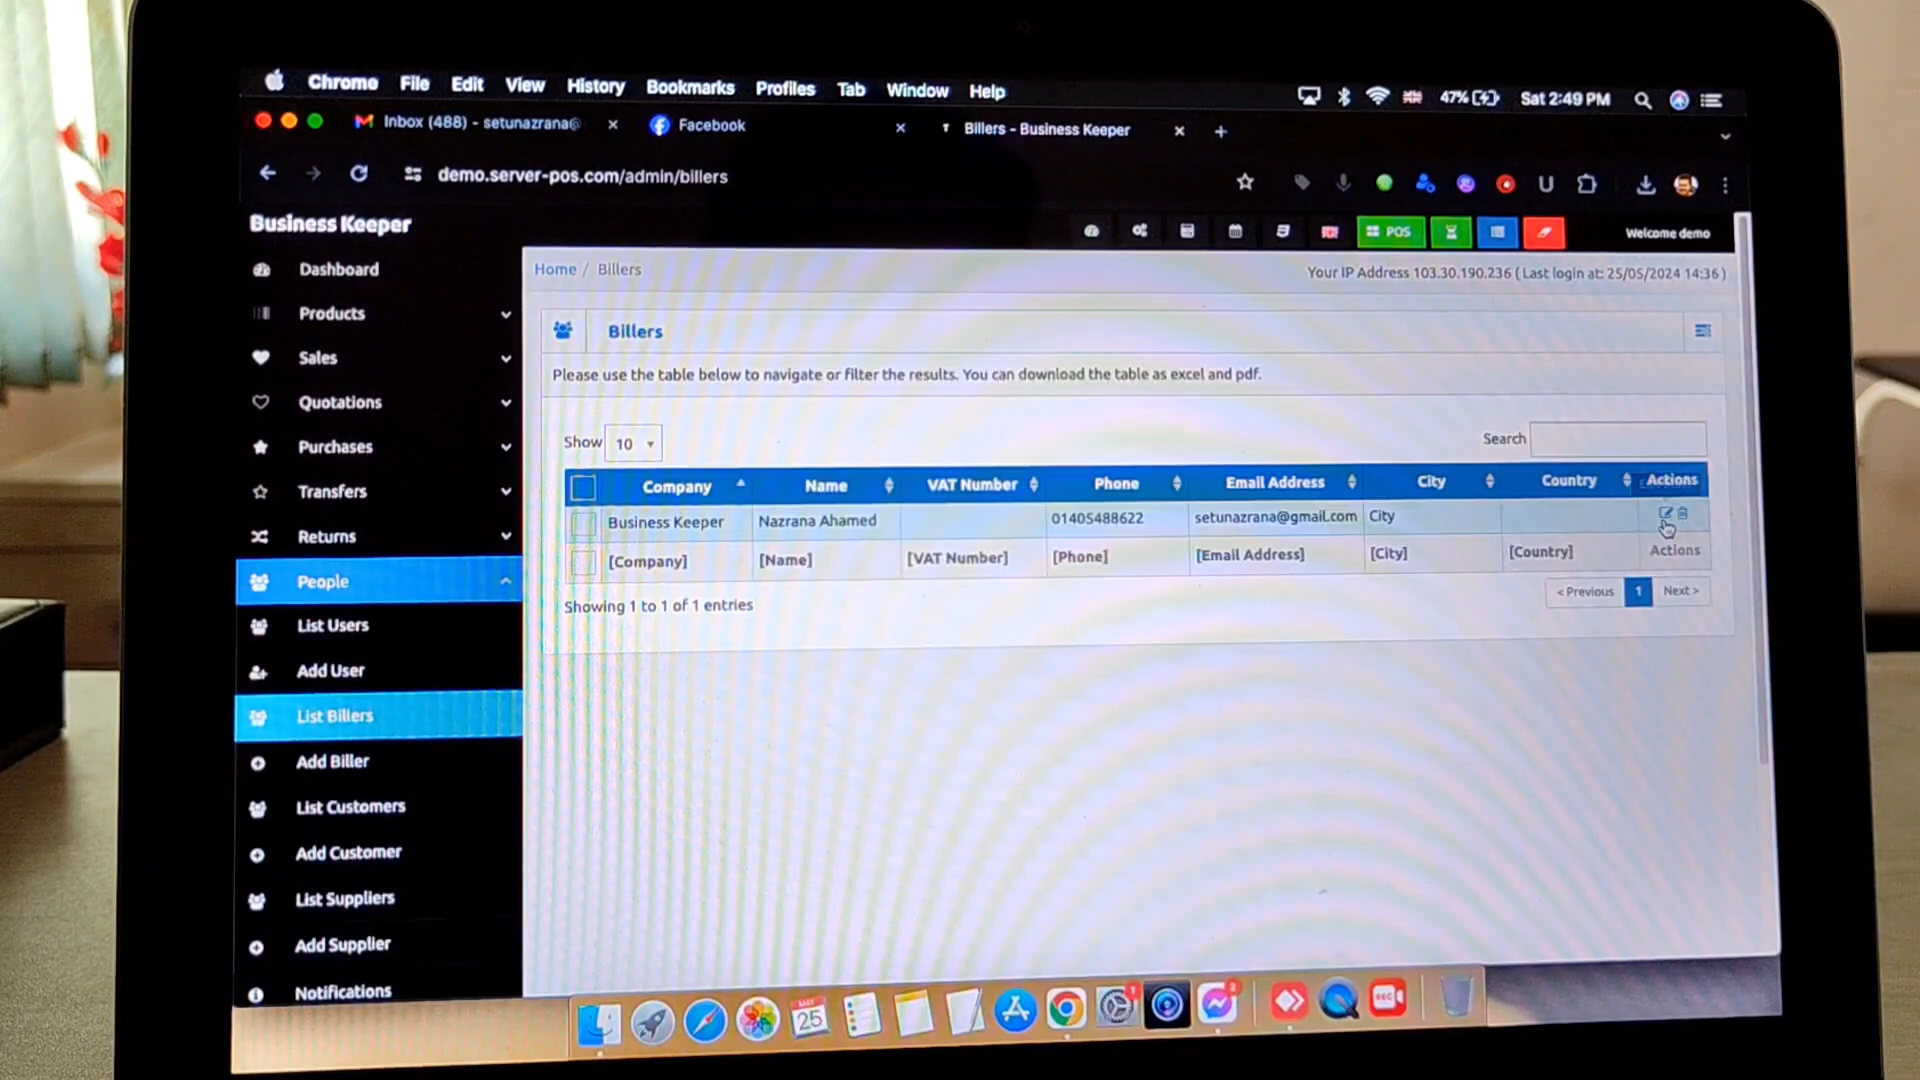 Chrome File Edit View History Bookmarks Profiles Tab Window Help 47% Sat 2:49 PM
Inbox (488) - setunazrana@ Facebook Billers - Business Keeper
demo.server-pos.com/admin/billers
Business Keeper POS Welcome demo
Home / Billers Your IP Address 103.30.190.236 ( Last login at: 25/05/2024 14:36 )
Dashboard
Products
Sales
Quotations
Purchases
Transfers
Returns
People
List Users
Add User
List Billers
Add Biller
List Customers
Add Customer
List Suppliers
Add Supplier
Notifications
Billers
Please use the table below to navigate or filter the results. You can download the table as excel and pdf.
Show 10 Search
Company Name VAT Number Phone Email Address City Country Actions
Business Keeper Nazrana Ahamed 01405488622 setunazrana@gmail.com City
[Company] [Name] [VAT Number] [Phone] [Email Address] [City] [Country] Actions
Showing 1 to 1 of 1 entries < Previous 1 Next >
MAY
25
1
REC